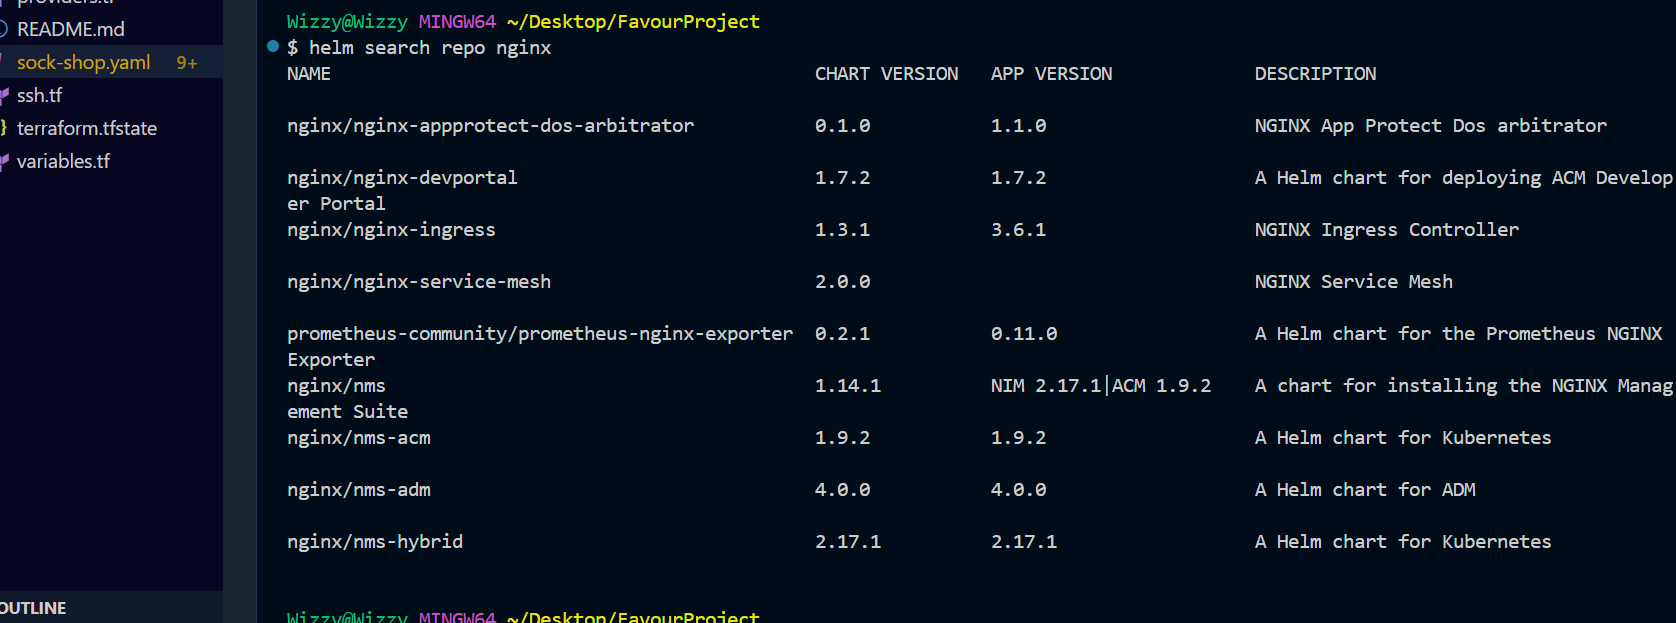 providers.tf
README.md
sock-shop.yaml 9+
ssh.tf
terraform.tfstate
variables.tf
OUTLINE
Wizzy@Wizzy MINGW64 ~/Desktop/FavourProject
$ helm search repo nginx
NAME CHART VERSION APP VERSION DESCRIPTION
nginx/nginx-appprotect-dos-arbitrator 0.1.0 1.1.0 NGINX App Protect Dos arbitrator
nginx/nginx-devportal 1.7.2 1.7.2 A Helm chart for deploying ACM Develop
er Portal
nginx/nginx-ingress 1.3.1 3.6.1 NGINX Ingress Controller
nginx/nginx-service-mesh 2.0.0 NGINX Service Mesh
prometheus-community/prometheus-nginx-exporter 0.2.1 0.11.0 A Helm chart for the Prometheus NGINX
Exporter
nginx/nms 1.14.1 NIM 2.17.1|ACM 1.9.2 A chart for installing the NGINX Manag
ement Suite
nginx/nms-acm 1.9.2 1.9.2 A Helm chart for Kubernetes
nginx/nms-adm 4.0.0 4.0.0 A Helm chart for ADM
nginx/nms-hybrid 2.17.1 2.17.1 A Helm chart for Kubernetes
Wizzy@Wizzy MINGW64 ~/Desktop/FavourProject